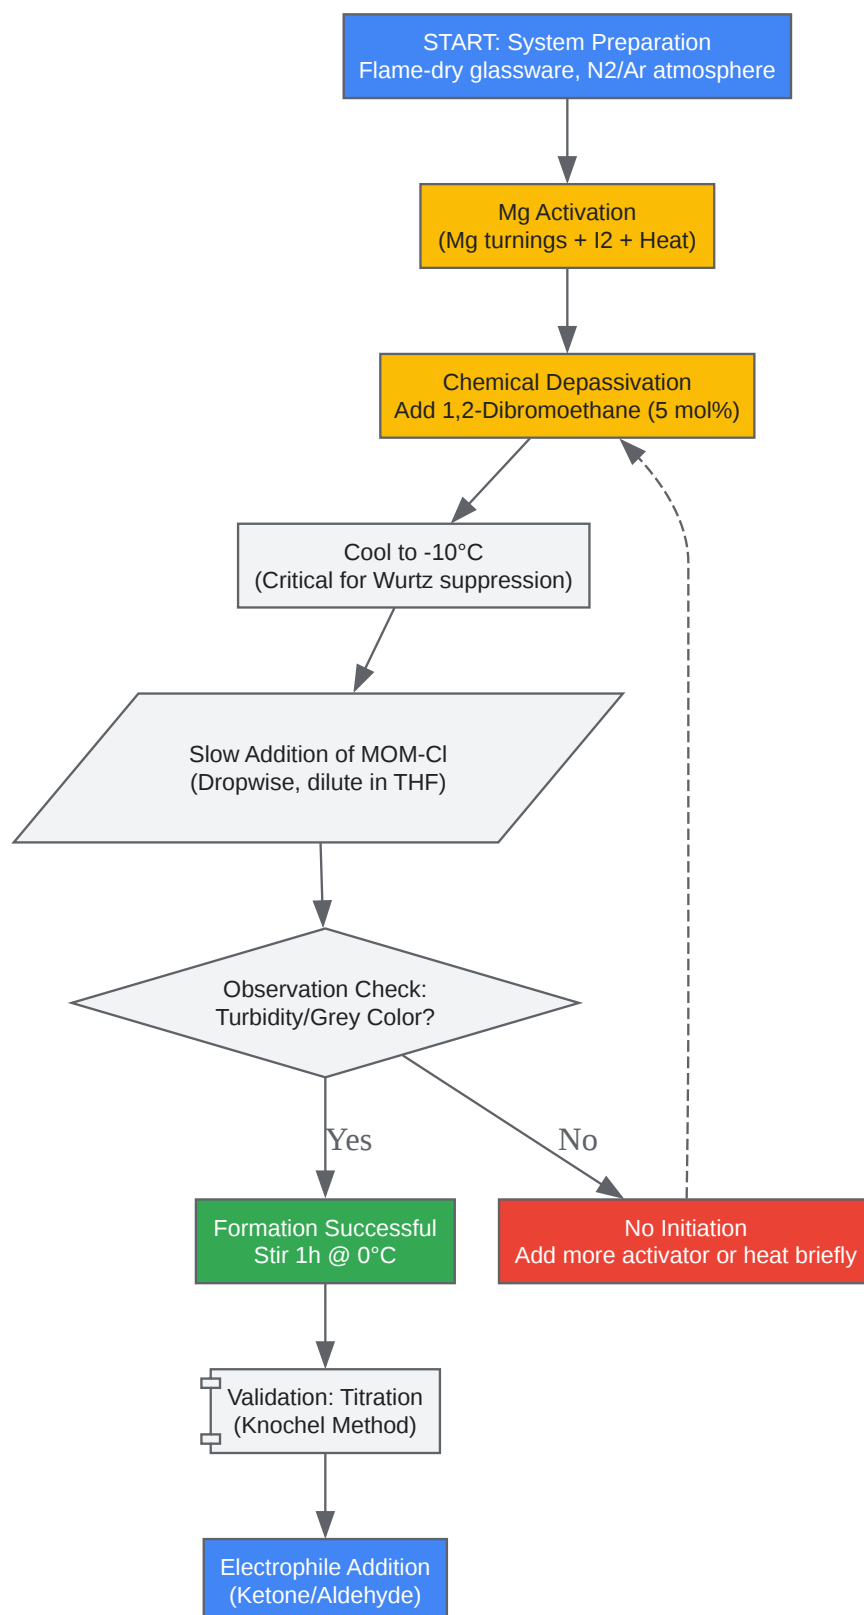 START: System Preparation
Flame-dry glassware, N2/Ar atmosphere
Mg Activation
(Mg turnings + I2 + Heat)
Chemical Depassivation
Add 1,2-Dibromoethane (5 mol%)
Cool to -10°C
(Critical for Wurtz suppression)
Slow Addition of MOM-Cl
(Dropwise, dilute in THF)
Observation Check:
Turbidity/Grey Color?
Yes
No
Formation Successful
Stir 1h @ 0°C
No Initiation
Add more activator or heat briefly
Validation: Titration
(Knochel Method)
Electrophile Addition
(Ketone/Aldehyde)